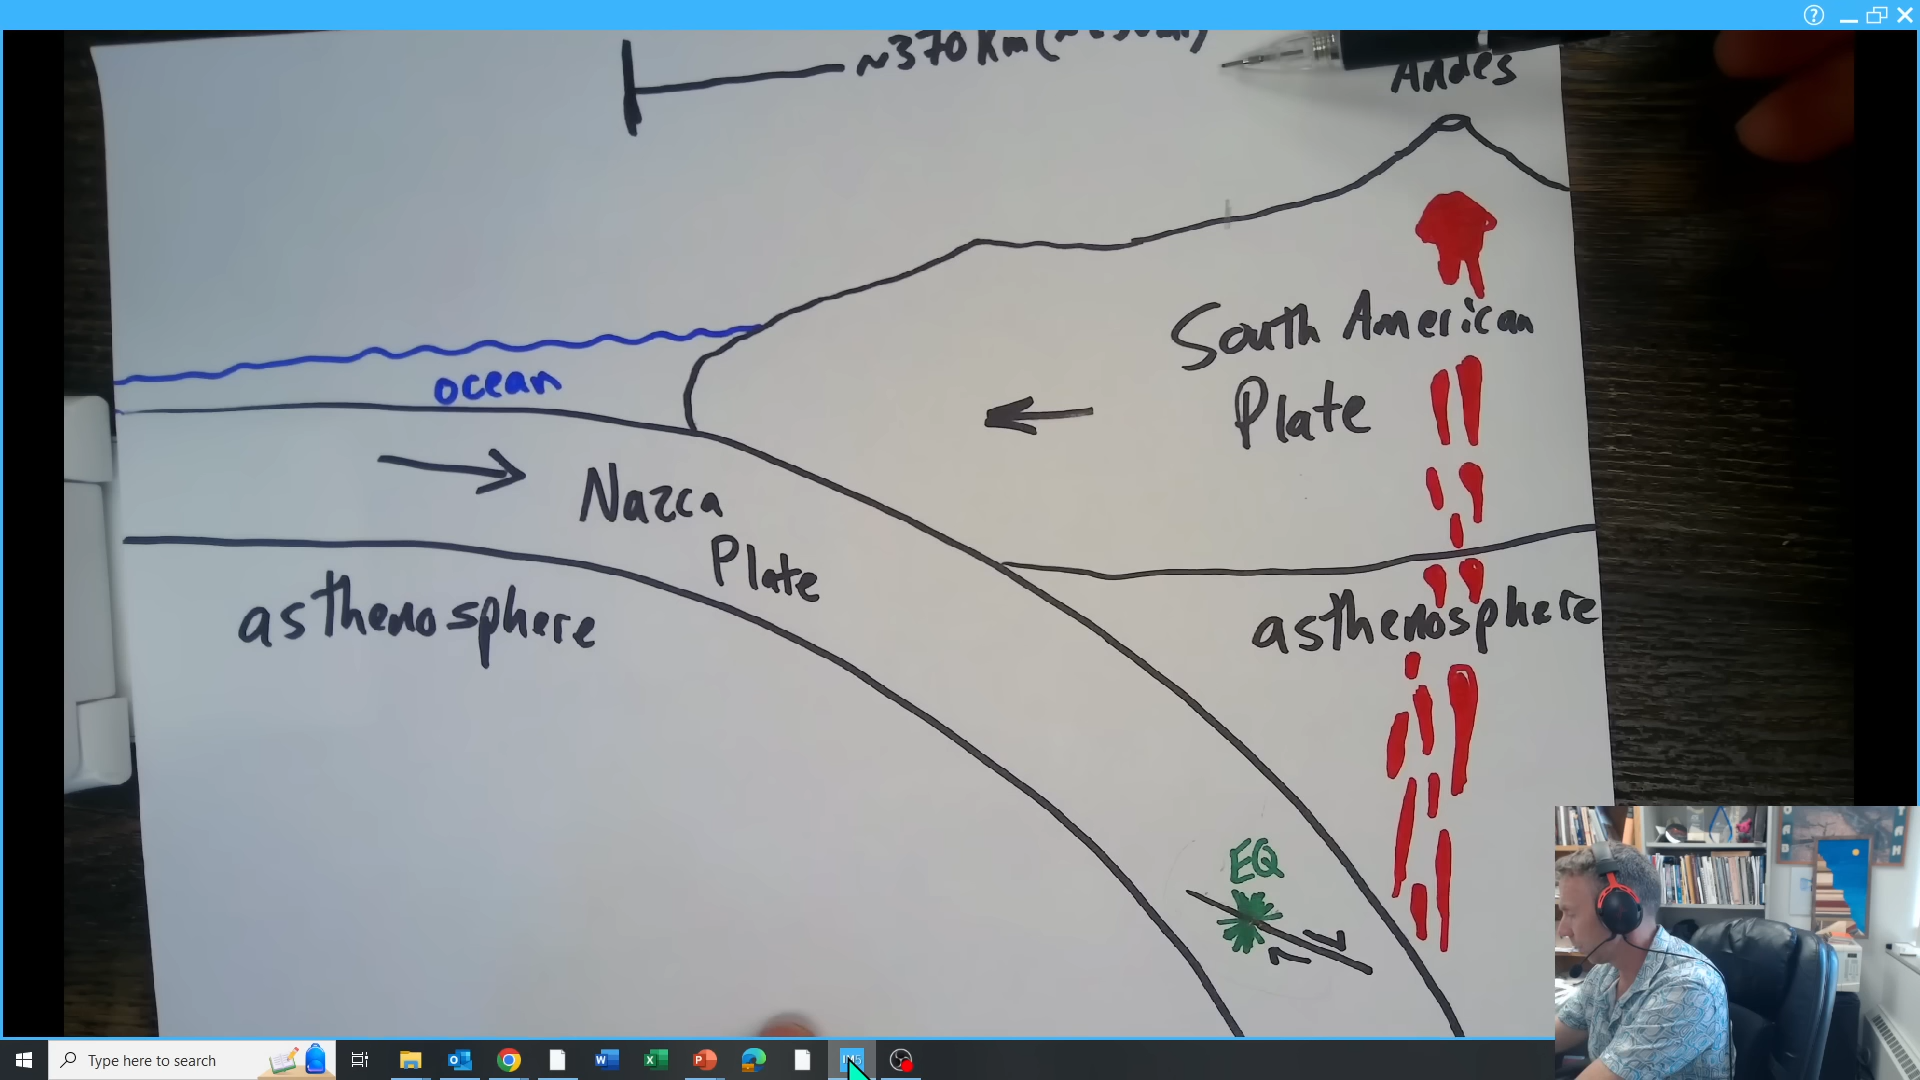 ~370 Km (~
Andes
South American
Plate
ocean
Nazca
Plate
asthenosphere
asthenosphere
EQ
Type here to search